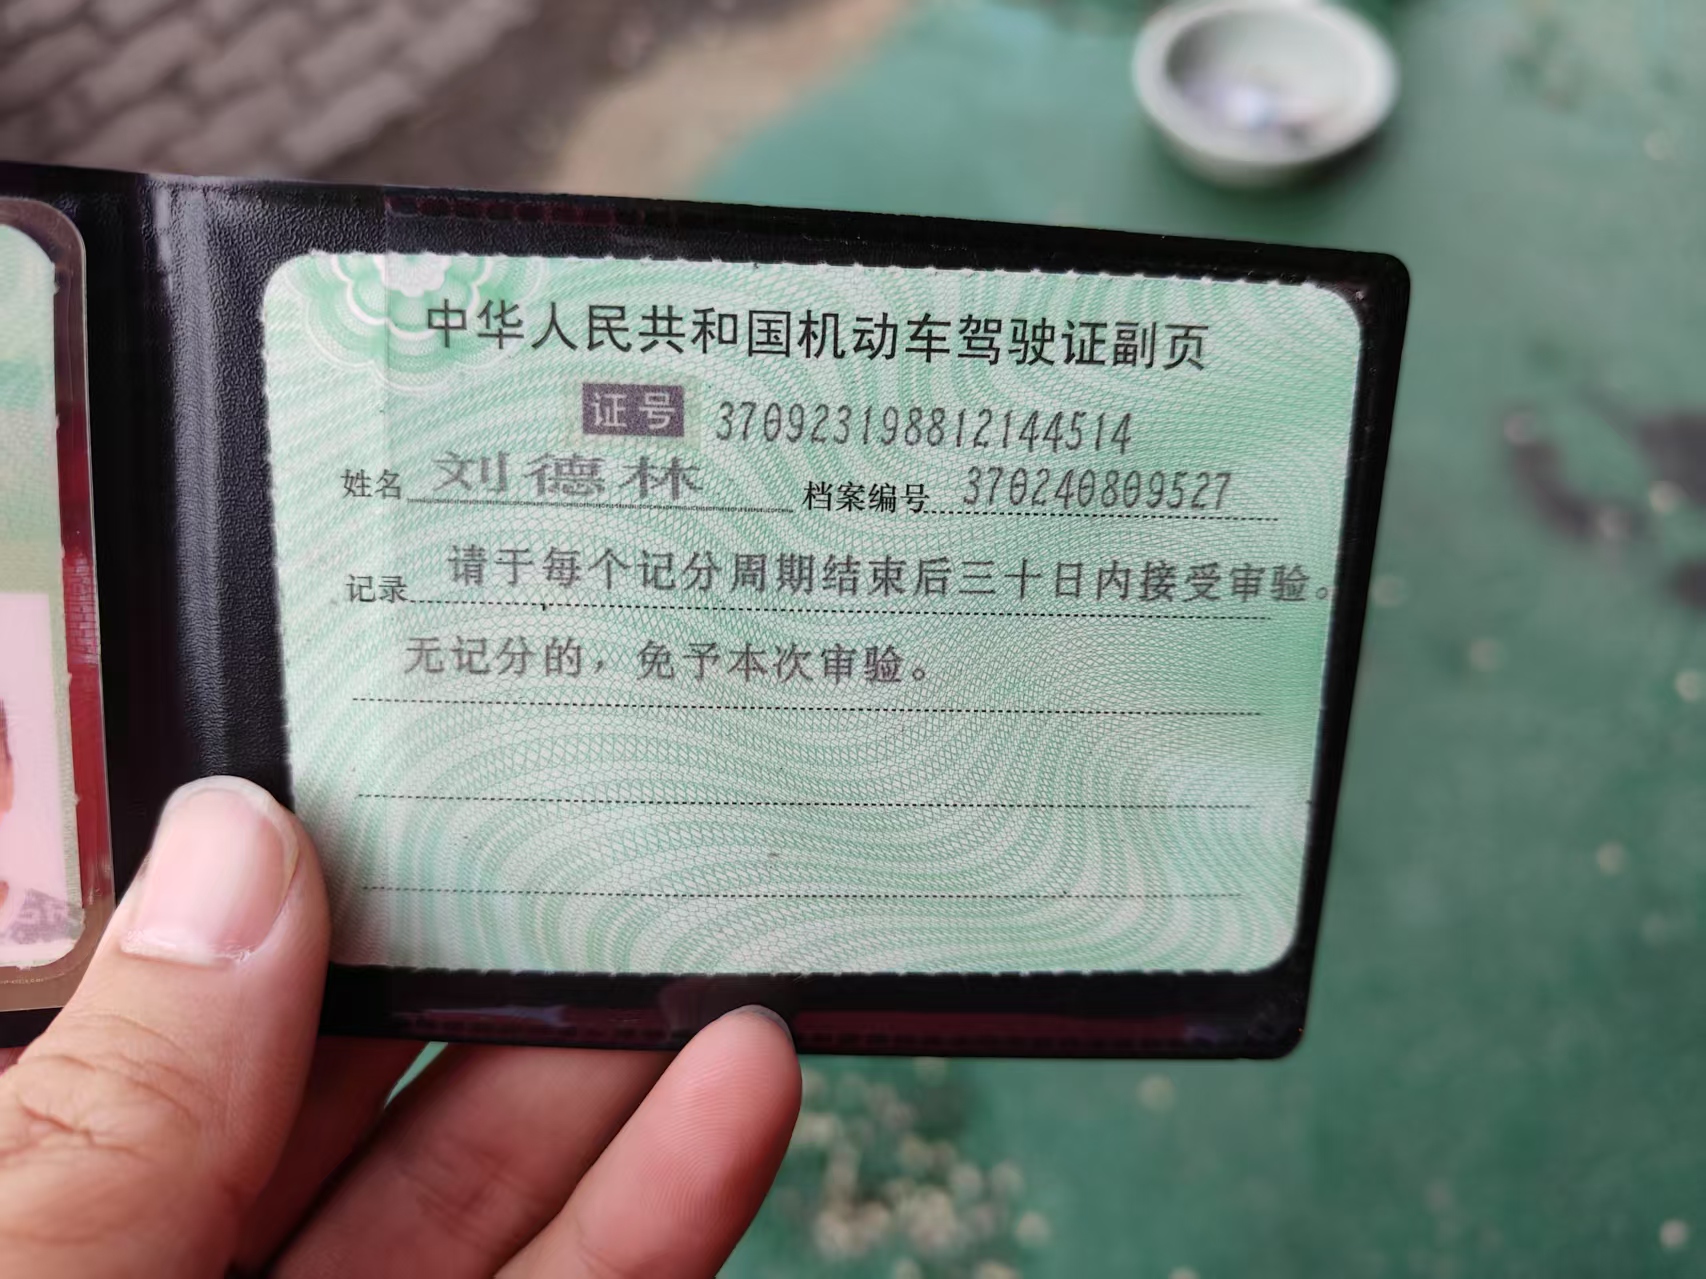 中华人民共和国机动车驾驶证副页
证号 370923198812144514
姓名 刘德林 档案编号 370240809527
记录 请于每个记分周期结束后三十日内接受审验。
无记分的，免予本次审验。